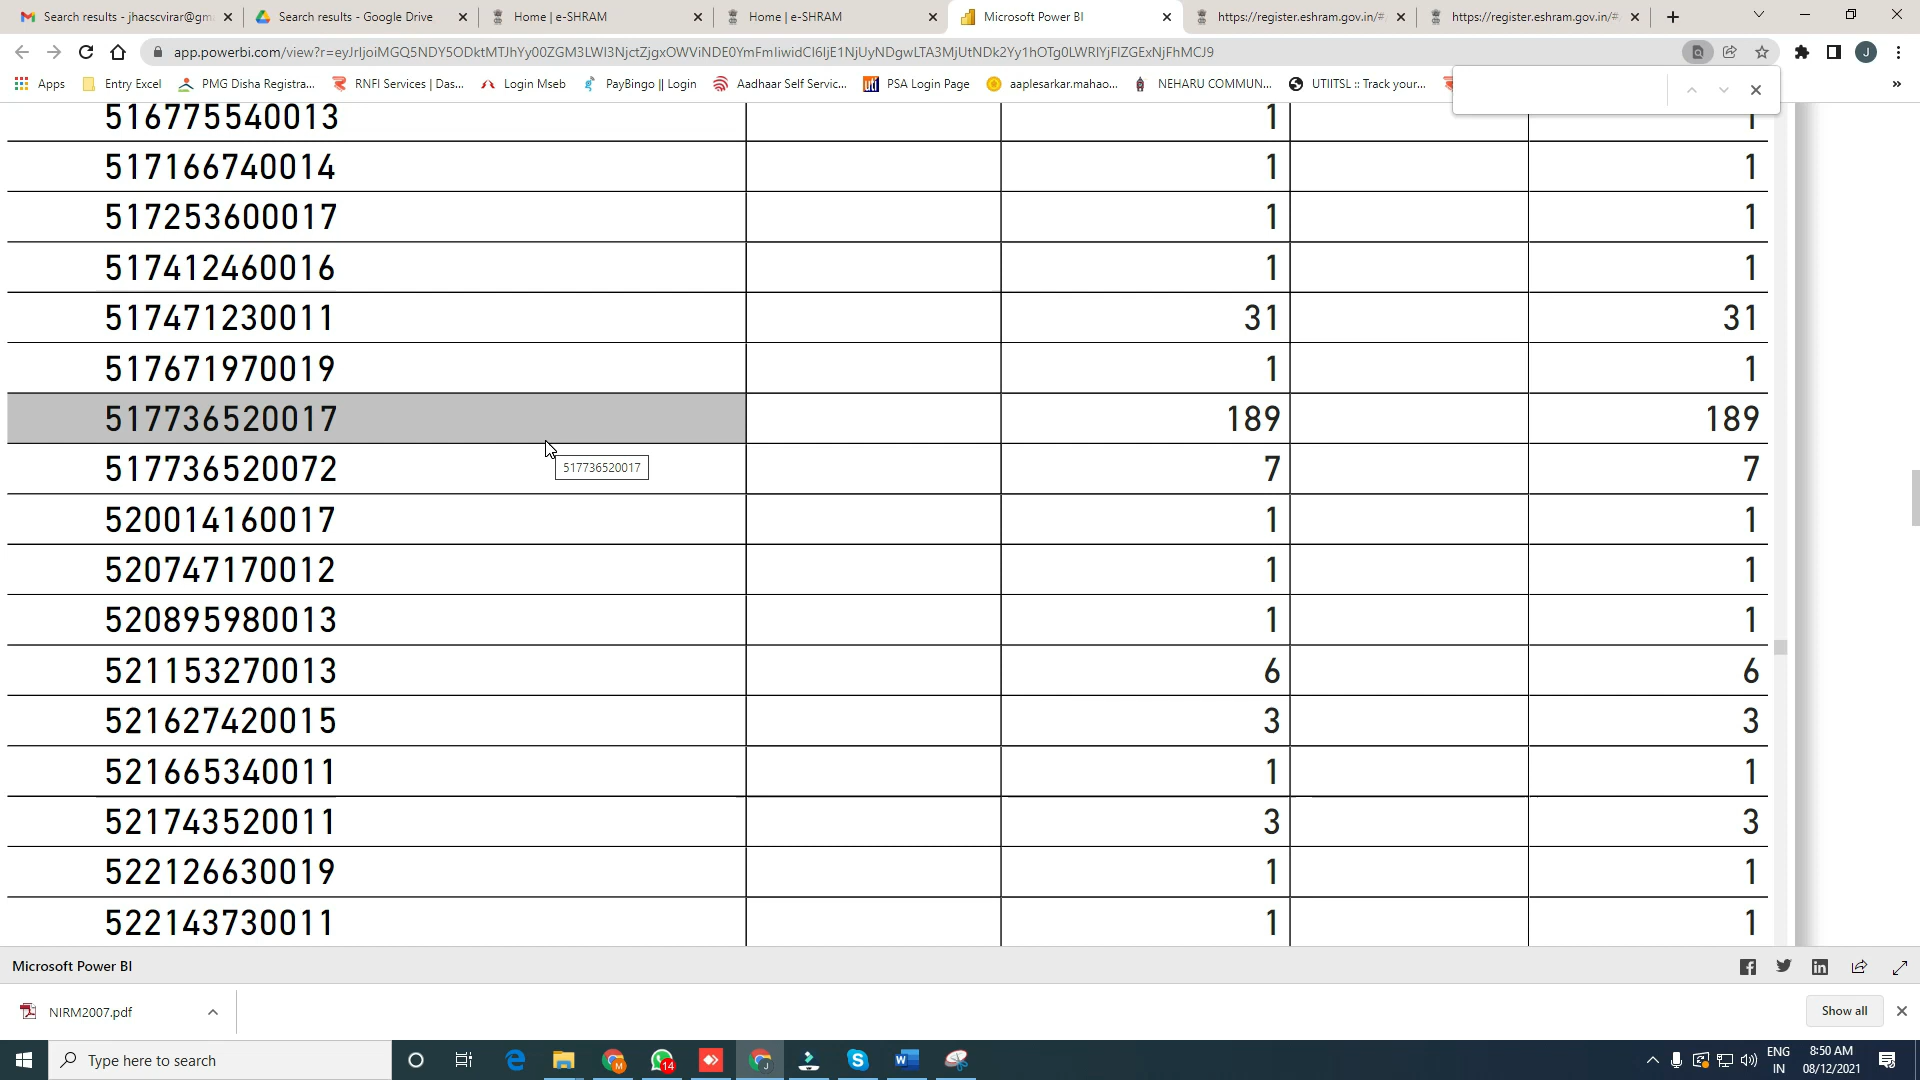 Search results - jhacscvirar@gm
Search results - Google Drive
Home | e-SHRAM
Home | e-SHRAM
Microsoft Power BI
https://register.eshram.gov.in/#
https://register.eshram.gov.in/#
Apps
Entry Excel
PMG Disha Registra...
RNFI Services | Das...
Login Mseb
PayBingo || Login
Aadhaar Self Servic...
PSA Login Page
aaplesarkar.mahao...
NEHARU COMMUN...
UTIITSL :: Track your...
516775540013 1 1
517166740014 1 1
517253600017 1 1
517412460016 1 1
517471230011 31 31
517671970019 1 1
517736520017 189 189
517736520017
517736520072 7 7
520014160017 1 1
520747170012 1 1
520895980013 1 1
521153270013 6 6
521627420015 3 3
521665340011 1 1
521743520011 3 3
522126630019 1 1
522143730011 1 1
Microsoft Power BI
NIRM2007.pdf
Show all
Type here to search
14
ENG
IN
8:50 AM
08/12/2021